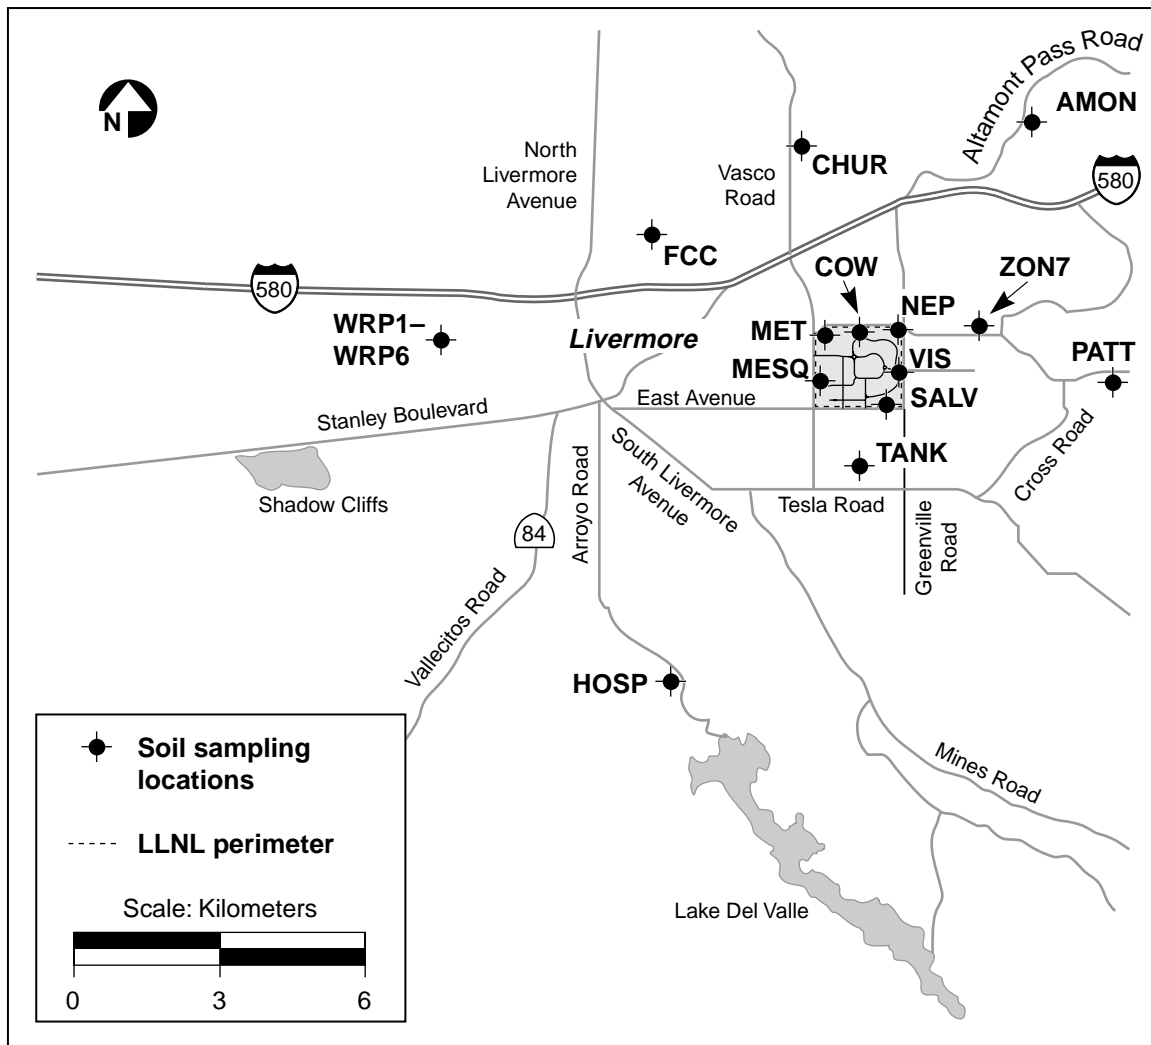 Altamont Pass Road
AMON
N
North
Livermore
Avenue
Vasco
Road
CHUR
580
FCC
COW
ZON7
580
NEP
WRP1–
WRP6
Livermore
MET
VIS
PATT
MESQ
SALV
East Avenue
Stanley Boulevard
TANK
Cross Road
South Livermore
Avenue
Shadow Cliffs
Arroyo Road
Tesla Road
84
Greenville
Road
Vallecitos Road
HOSP
Soil sampling
locations
Mines Road
LLNL perimeter
Scale: Kilometers
Lake Del Valle
0 3 6